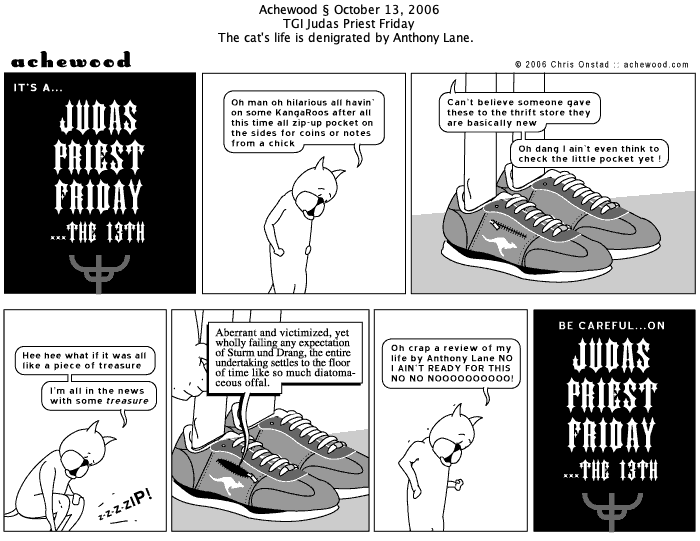 Achewood § October 13, 2006
TGI Judas Priest Friday
The cat's life is denigrated by Anthony Lane.
achewood
© 2006 Chris Onstad :: achewood.com
IT'S A...
JUDAS
PRIEST
FRIDAY
...THE 13TH
Oh man oh hilarious all havin'
on some KangaRoos after all
this time all zip-up pocket on
the sides for coins or notes
from a chick
Can't believe someone gave
these to the thrift store they
are basically new
Oh dang I ain't even think to
check the little pocket yet !
Hee hee what if it was all
like a piece of treasure
I'm all in the news
with some treasure
z-z-z-zIP!
Aberrant and victimized, yet
wholly failing any expectation
of Sturm und Drang, the entire
undertaking settles to the floor
of time like so much diatoma-
ceous offal.
Oh crap a review of my
life by Anthony Lane NO
I AIN'T READY FOR THIS
NO NO NOOOOOOOOOO!
BE CAREFUL...ON
JUDAS
PRIEST
FRIDAY
...THE 13TH